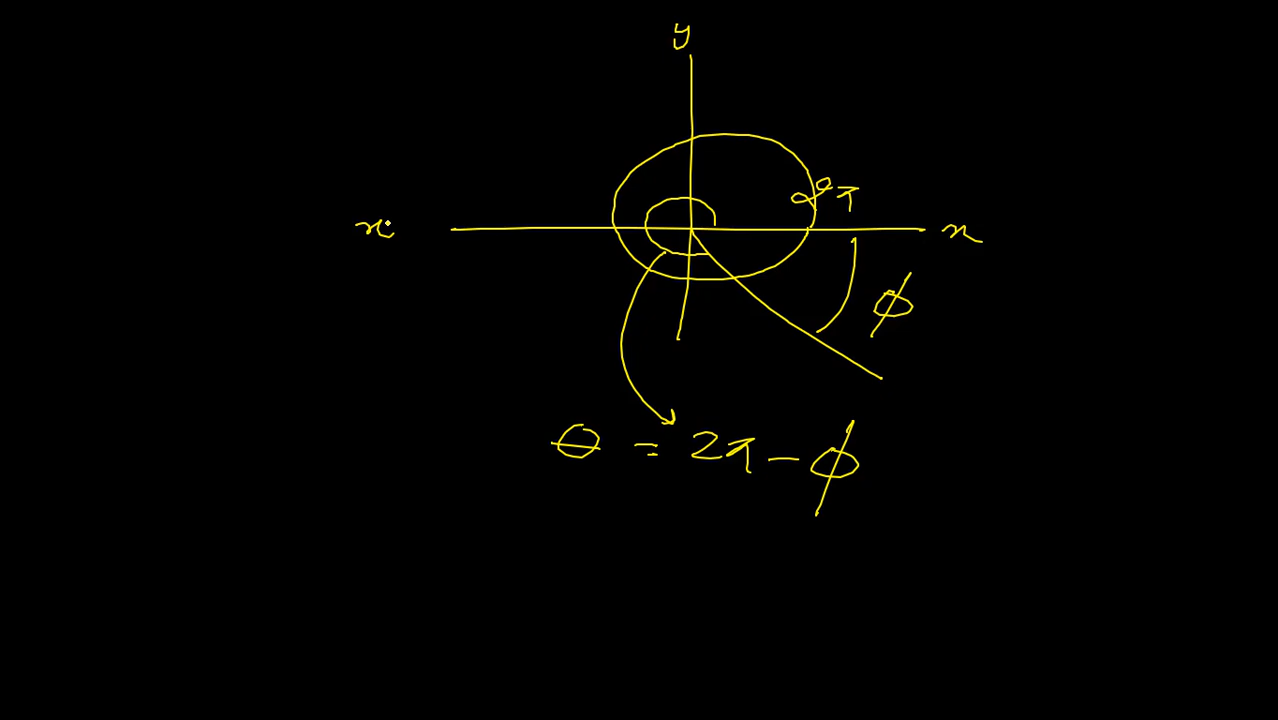 y
2π
x x
φ
θ = 2π - φ